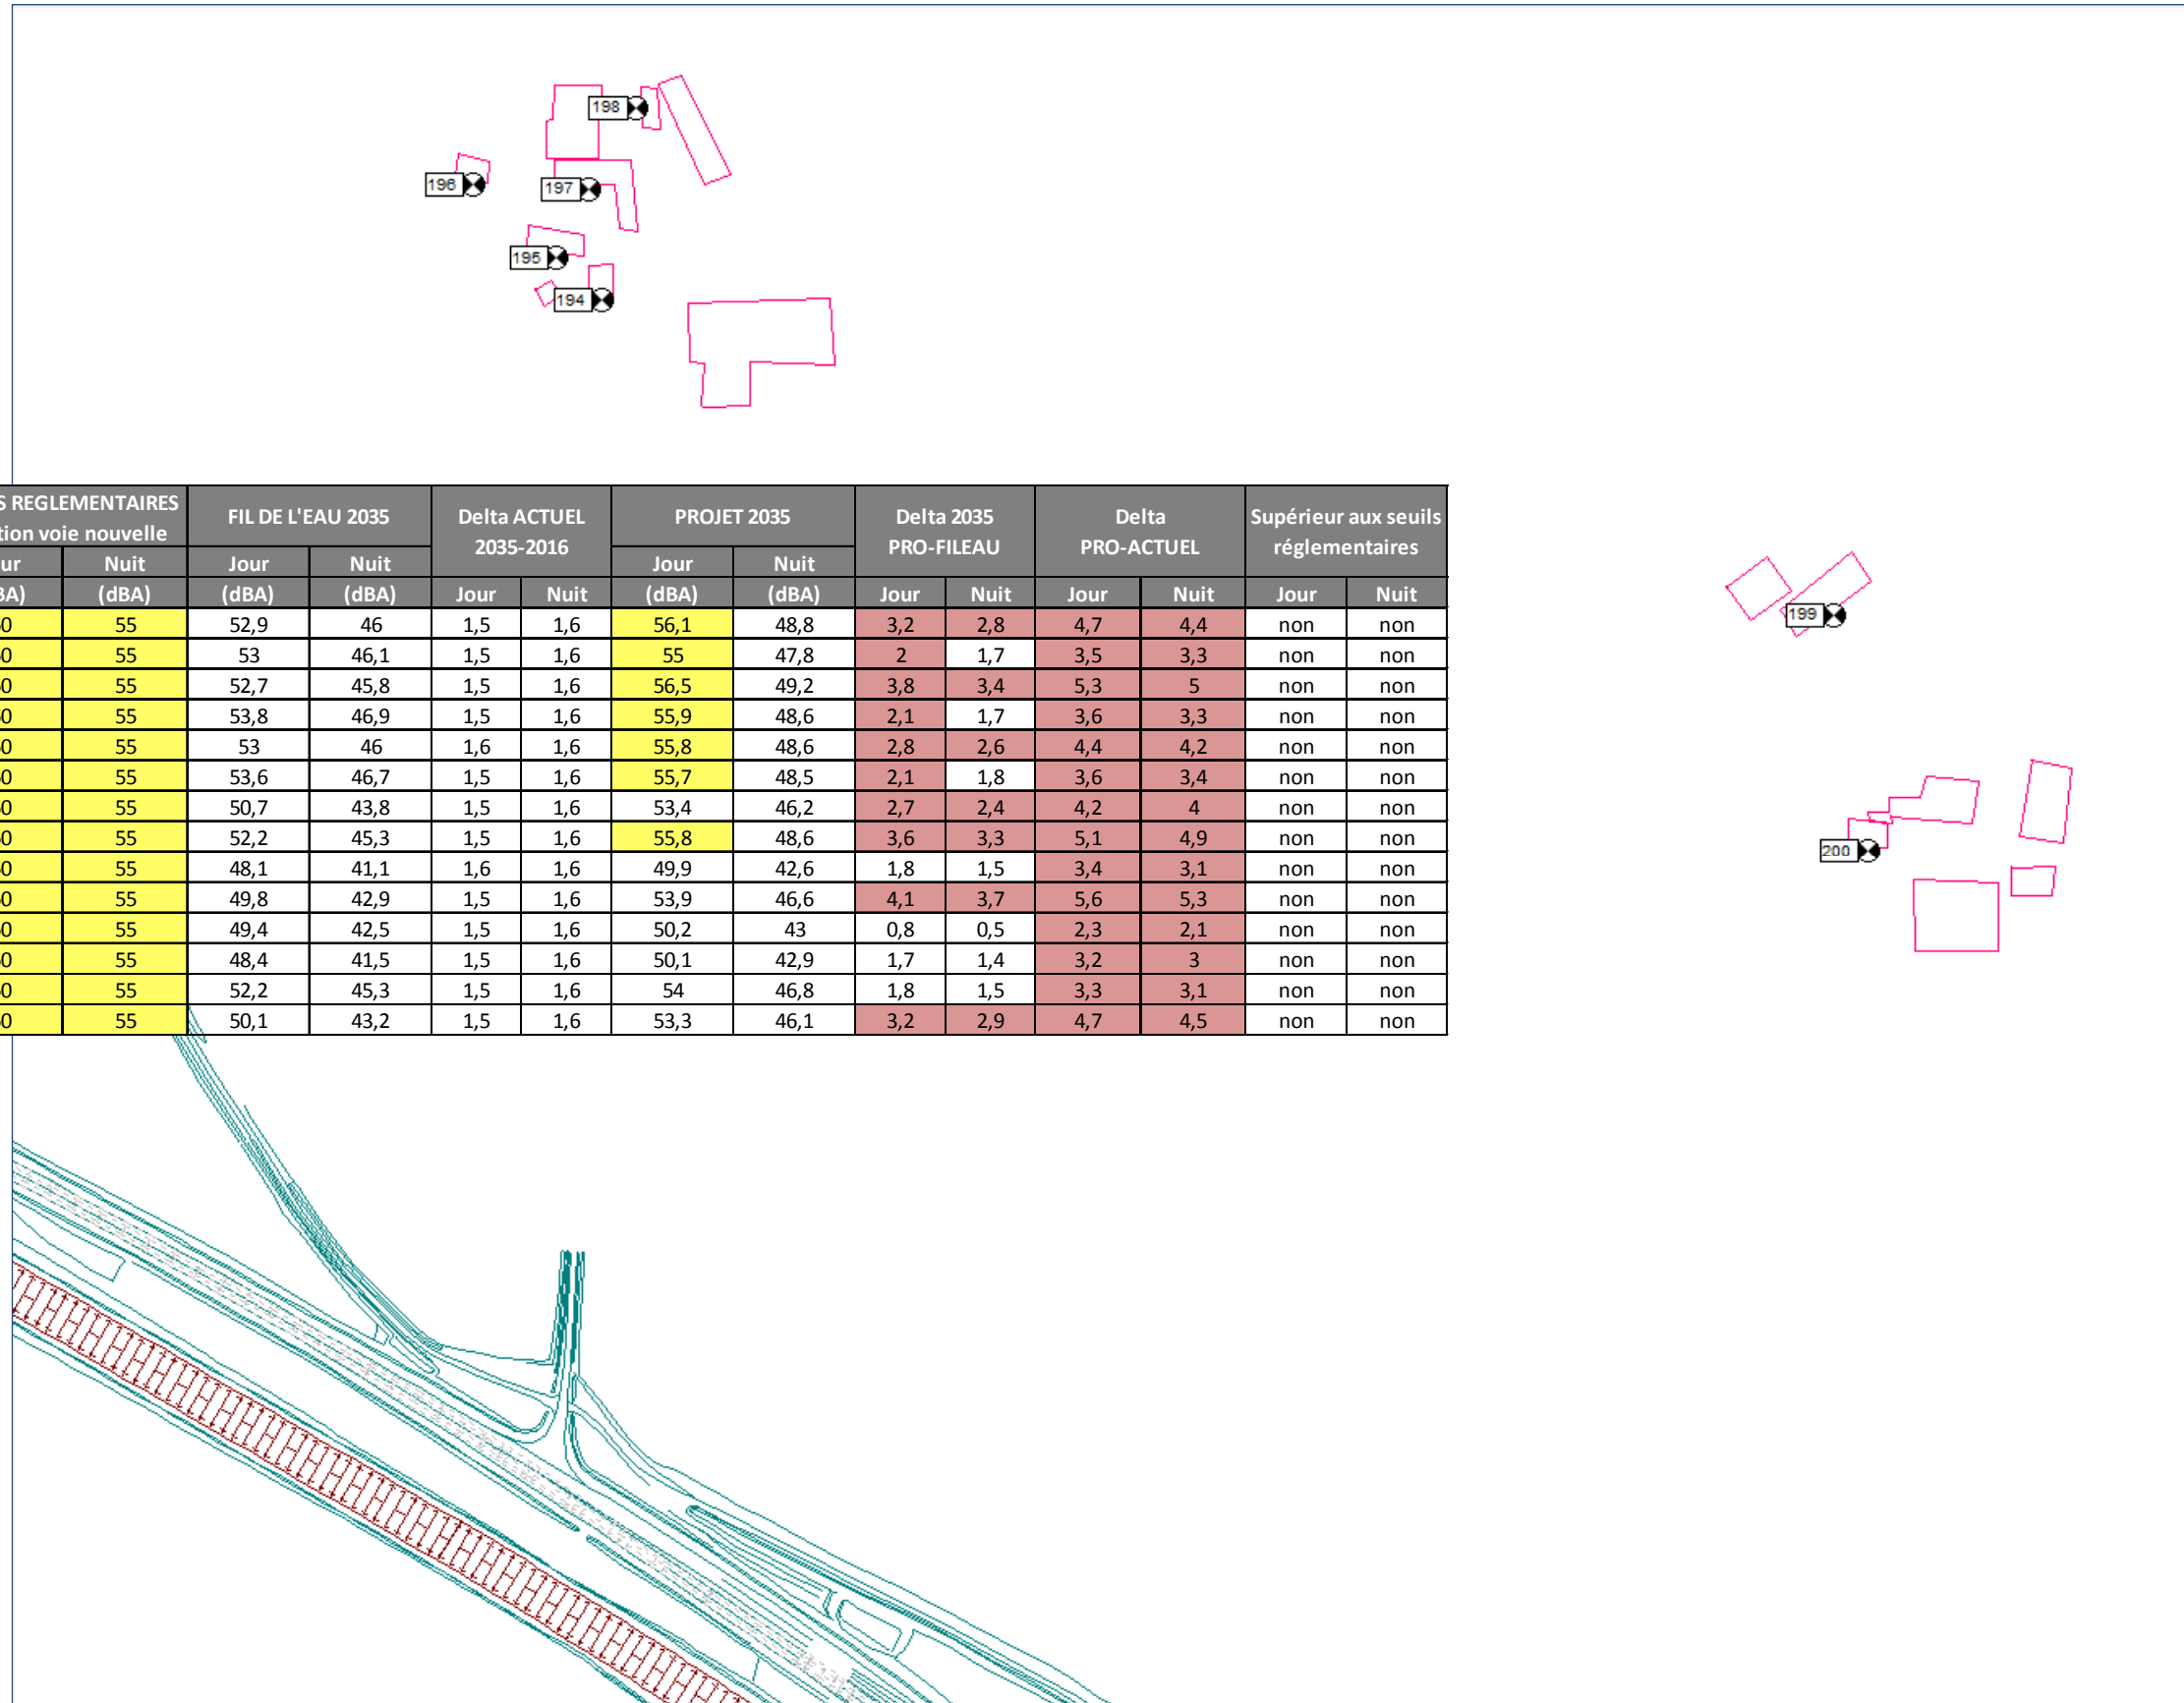 198
196
197
195
194
S REGLEMENTAIRES FIL DE L'EAU 2035 Delta ACTUEL 2035-2016 PROJET 2035 Delta 2035 PRO-FILEAU Delta PRO-ACTUEL Supérieur aux seuils réglementaires
tion voie nouvelle
ur Nuit Jour Nuit Jour Nuit
BA) (dBA) (dBA) (dBA) Jour Nuit (dBA) (dBA) Jour Nuit Jour Nuit Jour Nuit
0 55 52,9 46 1,5 1,6 56,1 48,8 3,2 2,8 4,7 4,4 non non
0 55 53 46,1 1,5 1,6 55 47,8 2 1,7 3,5 3,3 non non
0 55 52,7 45,8 1,5 1,6 56,5 49,2 3,8 3,4 5,3 5 non non
0 55 53,8 46,9 1,5 1,6 55,9 48,6 2,1 1,7 3,6 3,3 non non
0 55 53 46 1,6 1,6 55,8 48,6 2,8 2,6 4,4 4,2 non non
0 55 53,6 46,7 1,5 1,6 55,7 48,5 2,1 1,8 3,6 3,4 non non
0 55 50,7 43,8 1,5 1,6 53,4 46,2 2,7 2,4 4,2 4 non non
0 55 52,2 45,3 1,5 1,6 55,8 48,6 3,6 3,3 5,1 4,9 non non
0 55 48,1 41,1 1,6 1,6 49,9 42,6 1,8 1,5 3,4 3,1 non non
0 55 49,8 42,9 1,5 1,6 53,9 46,6 4,1 3,7 5,6 5,3 non non
0 55 49,4 42,5 1,5 1,6 50,2 43 0,8 0,5 2,3 2,1 non non
0 55 48,4 41,5 1,5 1,6 50,1 42,9 1,7 1,4 3,2 3 non non
0 55 52,2 45,3 1,5 1,6 54 46,8 1,8 1,5 3,3 3,1 non non
0 55 50,1 43,2 1,5 1,6 53,3 46,1 3,2 2,9 4,7 4,5 non non
199
200